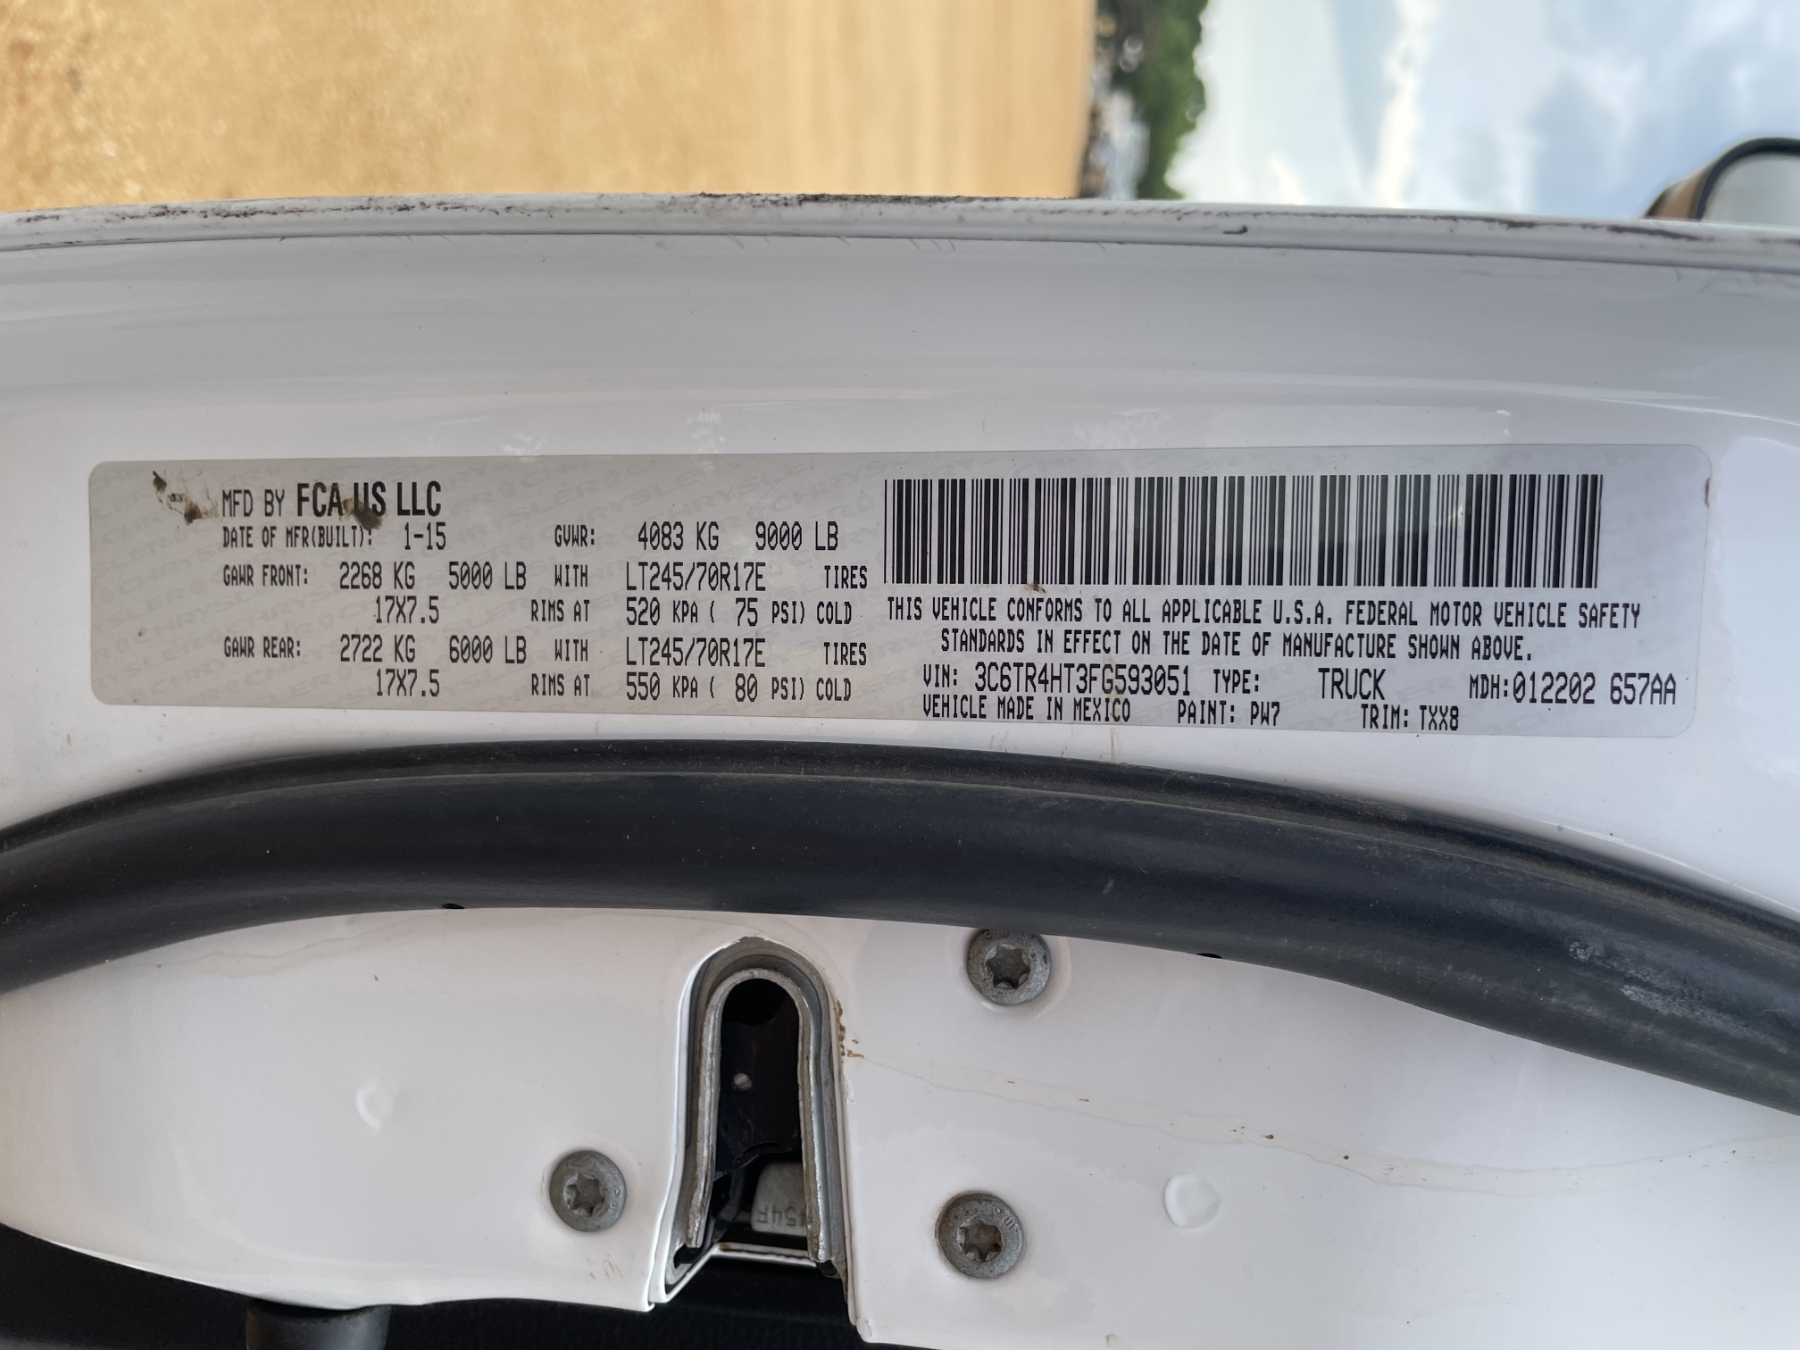 MFD BY FCA US LLC
DATE OF MFR(BUILT): 1-15 GVWR: 4083 KG 9000 LB
GAWR FRONT: 2268 KG 5000 LB WITH LT245/70R17E TIRES
17X7.5 RIMS AT 520 KPA ( 75 PSI) COLD
GAWR REAR: 2722 KG 6000 LB WITH LT245/70R17E TIRES
17X7.5 RIMS AT 550 KPA ( 80 PSI) COLD
THIS VEHICLE CONFORMS TO ALL APPLICABLE U.S.A. FEDERAL MOTOR VEHICLE SAFETY
STANDARDS IN EFFECT ON THE DATE OF MANUFACTURE SHOWN ABOVE.
VIN: 3C6TR4HT3FG593051 TYPE: TRUCK MDH:012202 657AA
VEHICLE MADE IN MEXICO PAINT: PW7 TRIM: TXX8